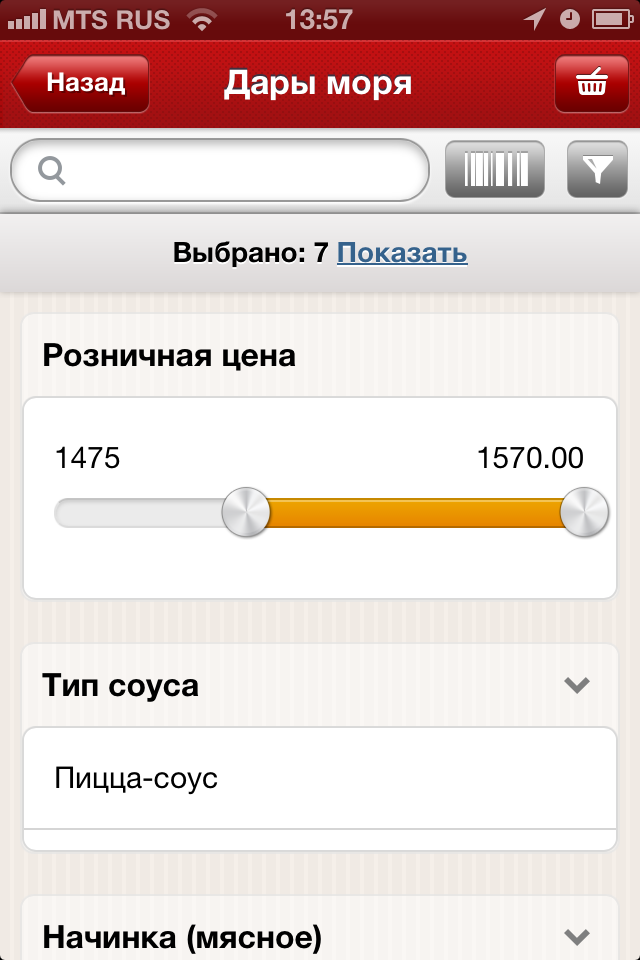 MTS RUS 13:57
Назад Дары моря
Выбрано: 7 Показать
Розничная цена
1475 1570.00
Тип соуса
Пицца-соус
Начинка (мясное)